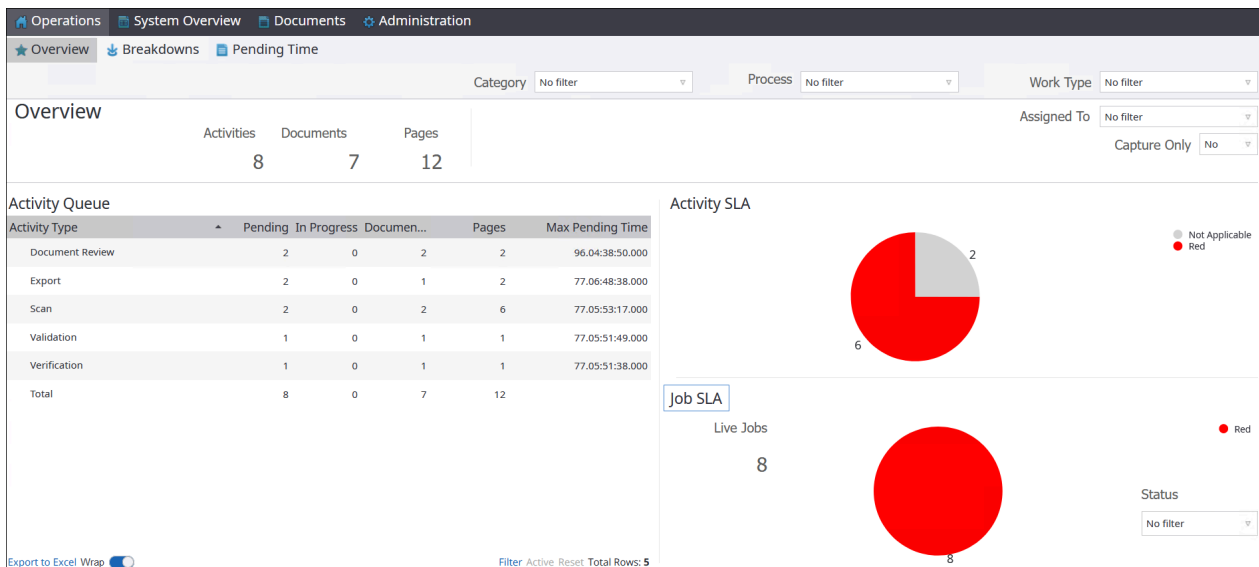 Operations System Overview Documents Administration
Overview Breakdowns Pending Time
Category No filter Process No filter Work Type No filter
Overview
Assigned To No filter
Activities Documents Pages
Capture Only No
8 7 12
Activity Queue
Activity Type Pending In Progress Documen... Pages Max Pending Time
Document Review 2 0 2 2 96.04:38:50.000
Export 2 0 1 2 77.06:48:38.000
Scan 2 0 2 6 77.05:53:17.000
Validation 1 0 1 1 77.05:51:49.000
Verification 1 0 1 1 77.05:51:38.000
Total 8 0 7 12
Export to Excel Wrap Filter Active Reset Total Rows: 5
Activity SLA
Not Applicable
Red
2
6
Job SLA
Live Jobs
8
Red
Status
No filter
8